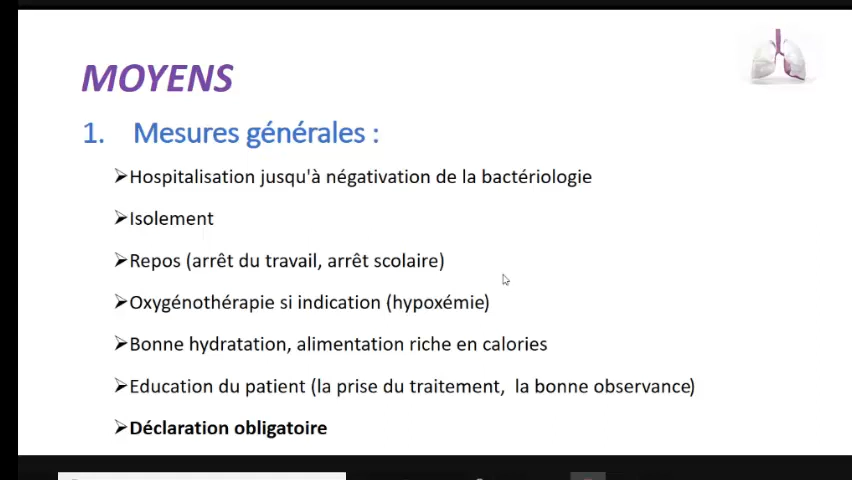 MOYENS
1. Mesures générales :
➢Hospitalisation jusqu'à négativation de la bactériologie
➢Isolement
➢Repos (arrêt du travail, arrêt scolaire)
➢Oxygénothérapie si indication (hypoxémie)
➢Bonne hydratation, alimentation riche en calories
➢Education du patient (la prise du traitement, la bonne observance)
➢Déclaration obligatoire